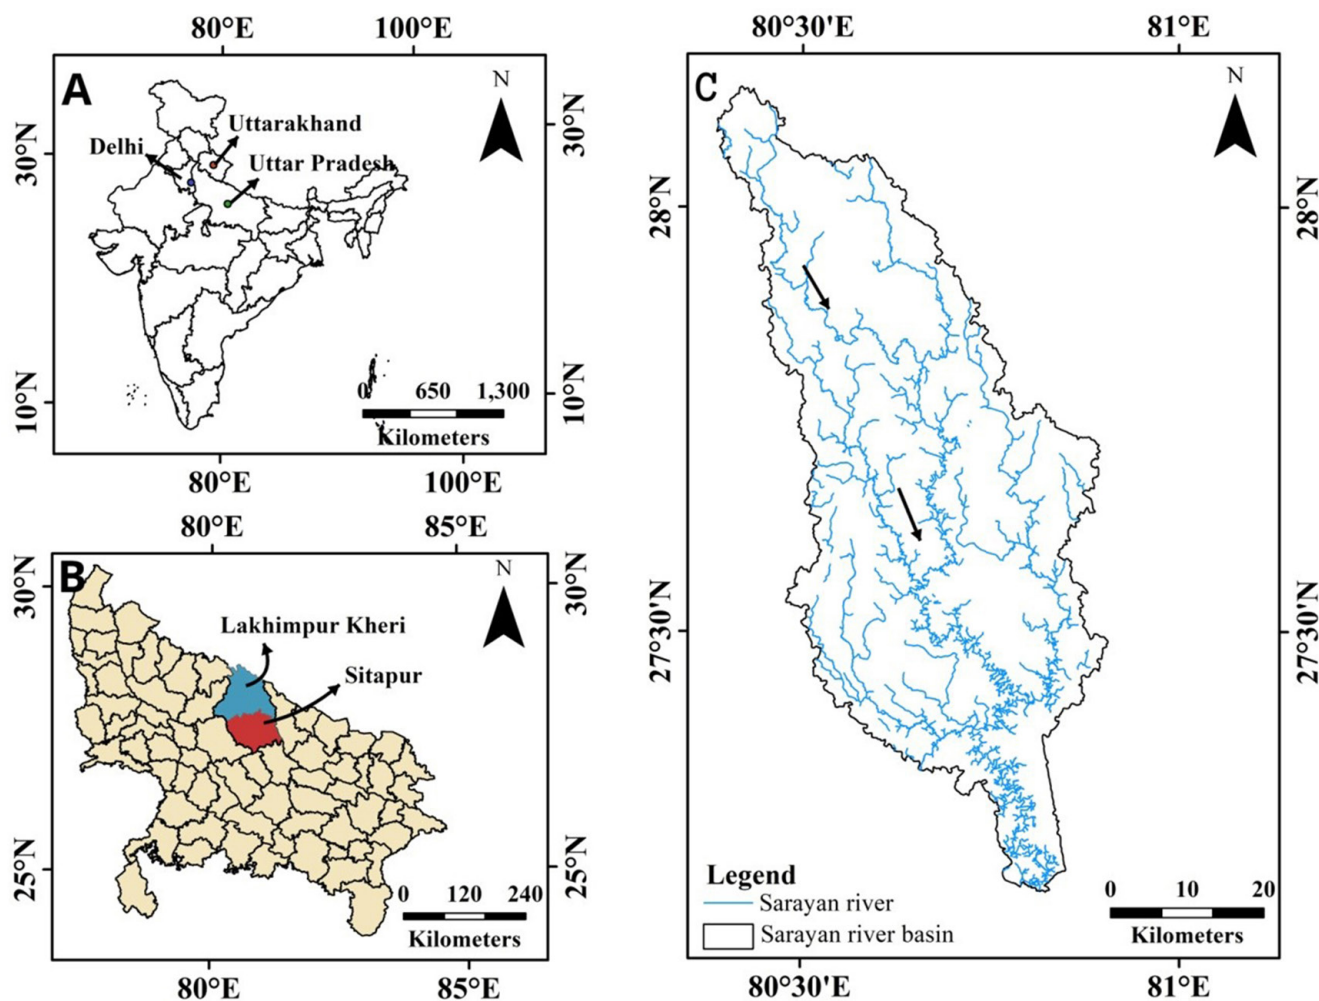 80°E 100°E
A
N
30°N
30°N
Delhi
Uttarakhand
Uttar Pradesh
10°N
10°N
0 650 1,300
Kilometers
80°E 100°E
80°E 85°E
B
N
30°N
30°N
Lakhimpur Kheri
Sitapur
25°N
25°N
0 120 240
Kilometers
80°E 85°E
80°30'E 81°E
C
N
28°N
28°N
27°30'N
27°30'N
Legend
Sarayan river
Sarayan river basin
0 10 20
Kilometers
80°30'E 81°E